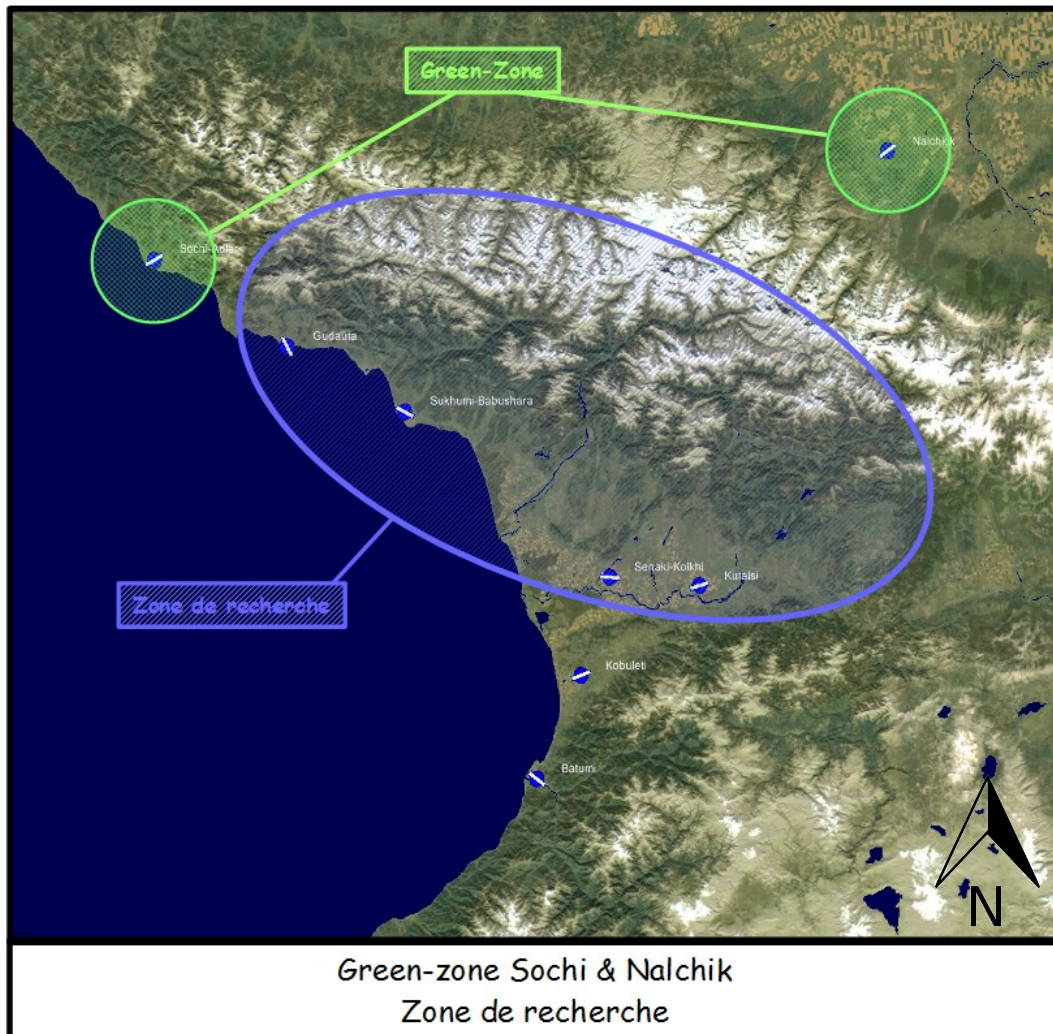 Green-Zone
Nalchik
Sochi-Adler
Gudauta
Sukhumi-Babushara
Senaki-Kolkhi
Kutaisi
Zone de recherche
Kobuleti
Batumi
N
Green-zone Sochi & Nalchik
Zone de recherche